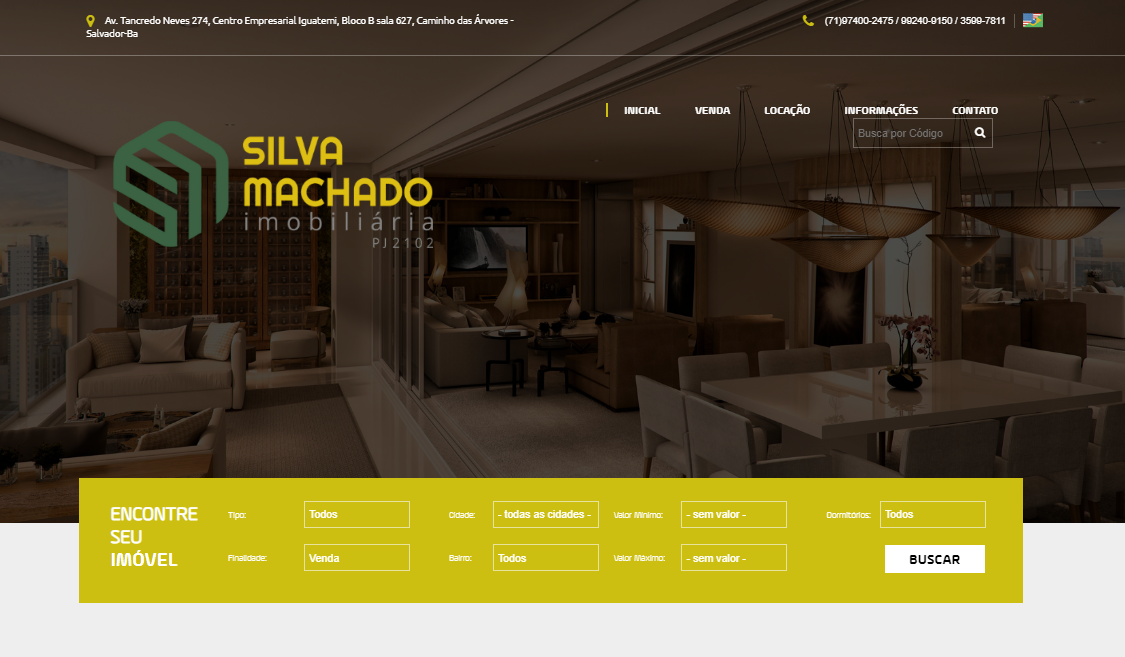 Av. Tancredo Neves 274, Centro Empresarial Iguatemi, Bloco B sala 627, Caminho das Árvores -
Salvador-Ba
(71)97400-2475 / 99240-9150 / 3599-7811
INICIAL VENDA LOCAÇÃO INFORMAÇÕES CONTATO
Busca por Código
SILVA
MACHADO
imobiliária
PJ2102
ENCONTRE
SEU
IMÓVEL
Tipo: Todos Cidade: - todas as cidades - Valor Mínimo: - sem valor - Dormitórios: Todos
Finalidade: Venda Bairro: Todos Valor Máximo: - sem valor - BUSCAR